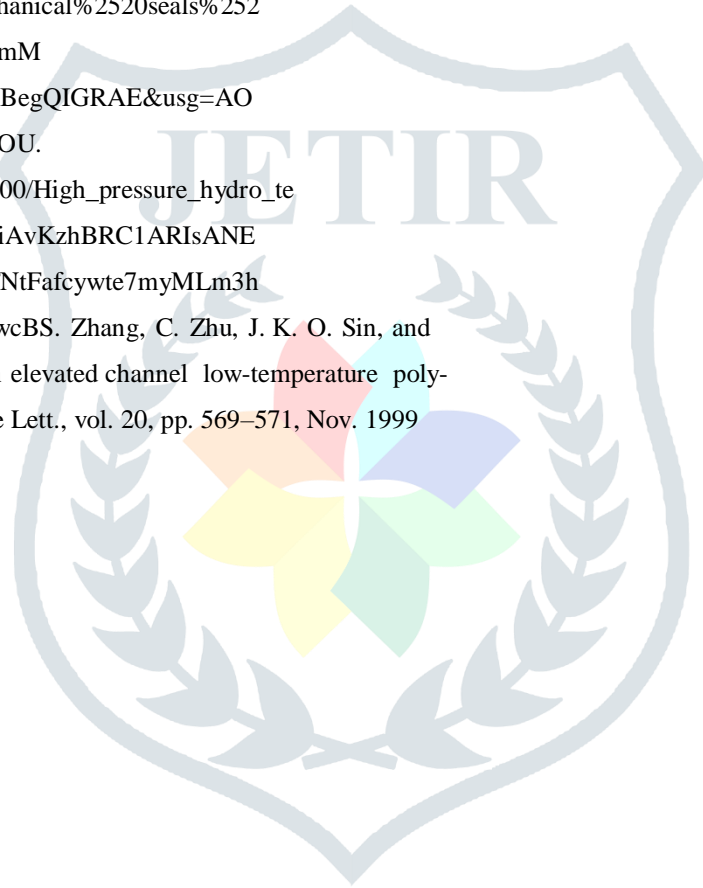 hanical%2520seals%252
mM
BegQIGRAE&usg=AO
OU.
00/High_pressure_hydro_te
iAvKzhBRC1ARIsANE
NtFafcywte7myMLm3h
wcBS. Zhang, C. Zhu, J. K. O. Sin, and
elevated channel low-temperature poly-
e Lett., vol. 20, pp. 569–571, Nov. 1999
JETIR